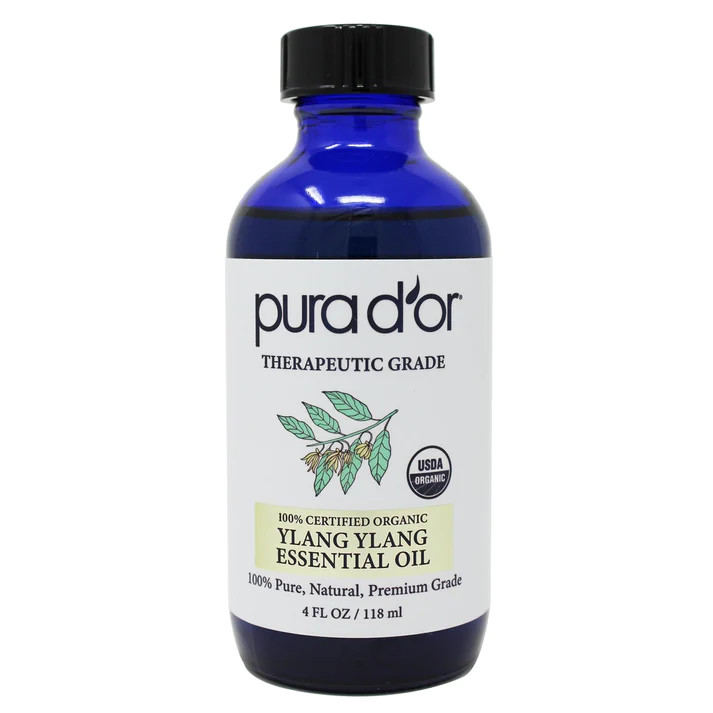 pura d'or®
THERAPEUTIC GRADE
USDA
ORGANIC
100% CERTIFIED ORGANIC
YLANG YLANG
ESSENTIAL OIL
100% Pure, Natural, Premium Grade
4 FL OZ / 118 ml